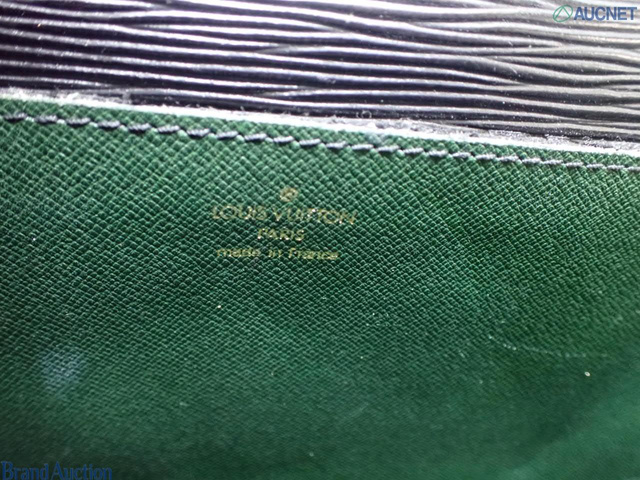 AUCNET
LOUIS VUITTON
PARIS
made in France
Brand Auction